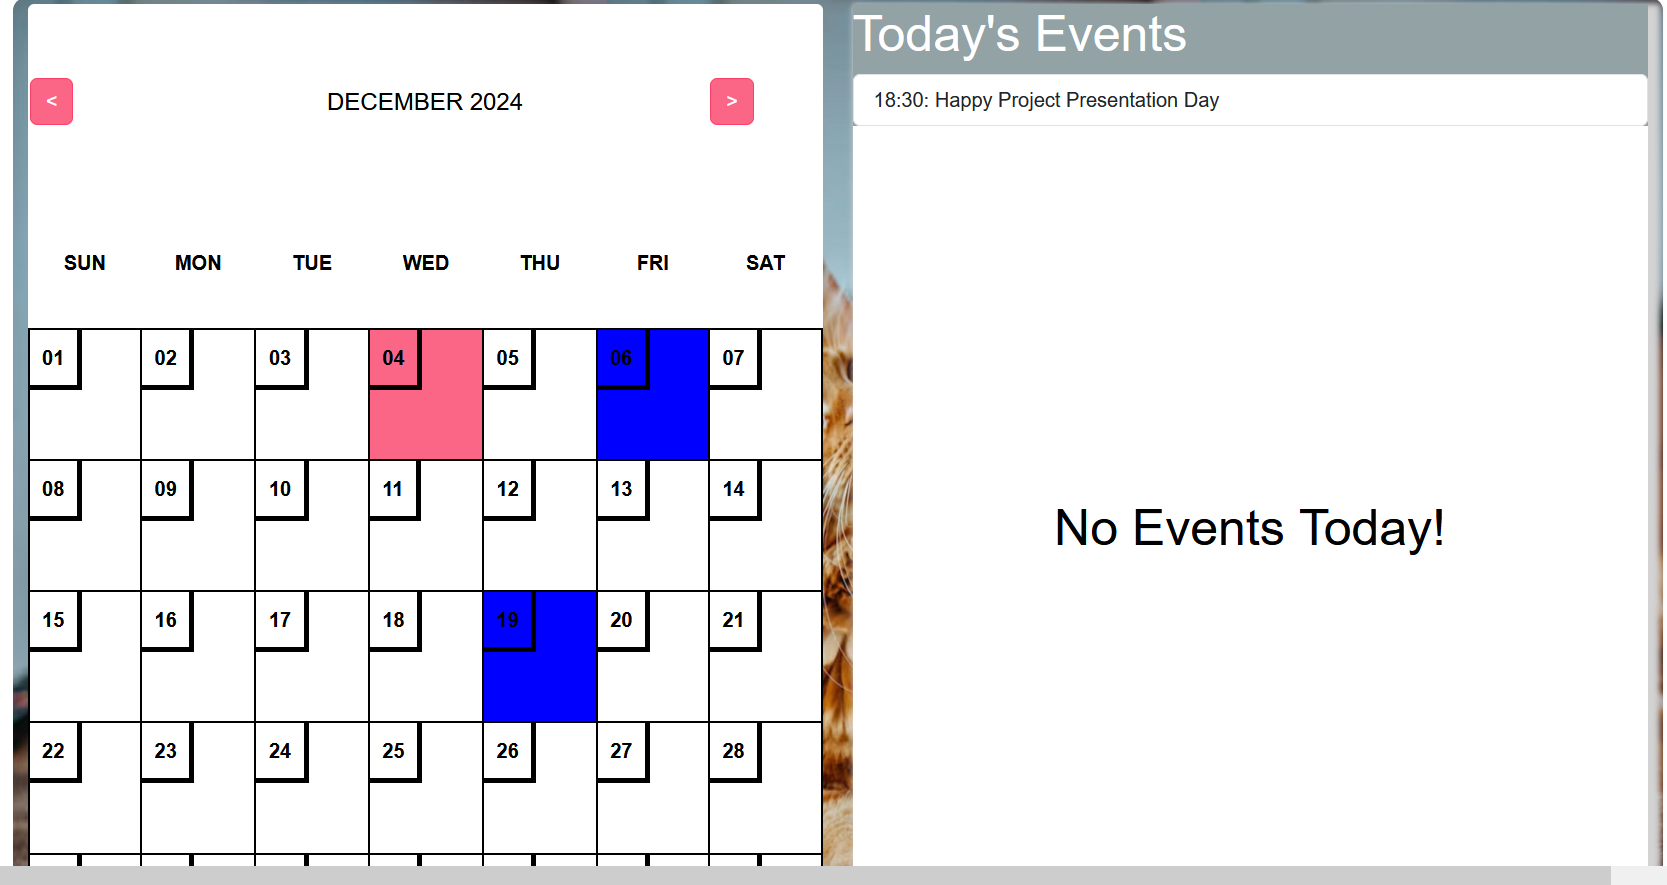 < DECEMBER 2024 >
SUN MON TUE WED THU FRI SAT
01 02 03 04 05 06 07
08 09 10 11 12 13 14
15 16 17 18 19 20 21
22 23 24 25 26 27 28
Today's Events
18:30: Happy Project Presentation Day
No Events Today!